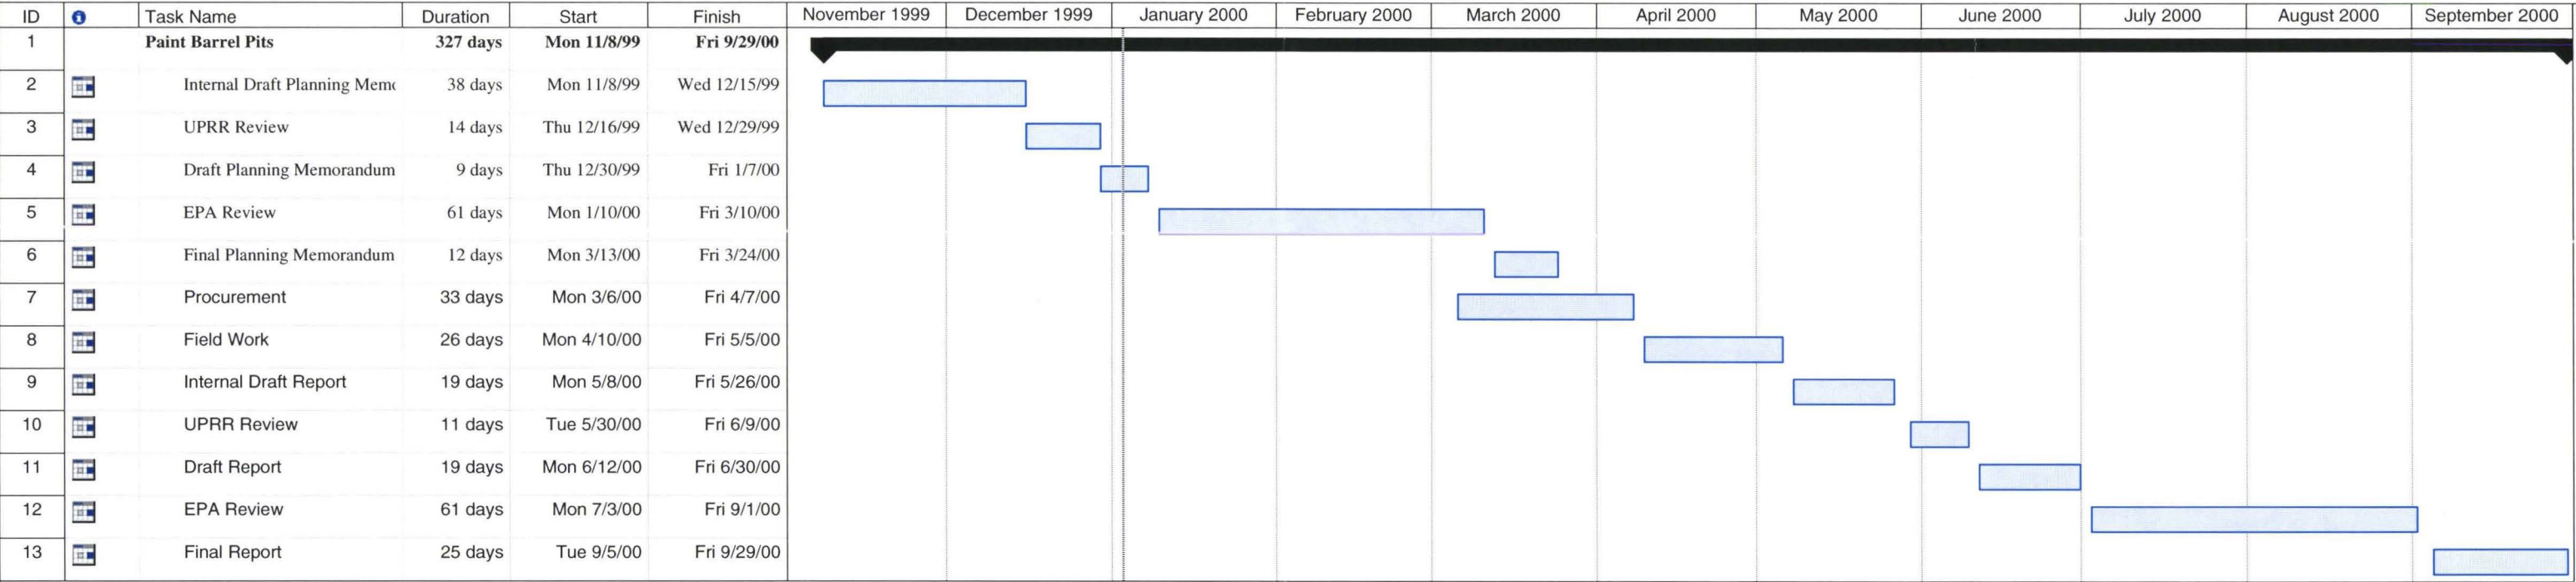 ID Task Name Duration Start Finish November 1999 December 1999 January 2000 February 2000 March 2000 April 2000 May 2000 June 2000 July 2000 August 2000 September 2000
1 Paint Barrel Pits 327 days Mon 11/8/99 Fri 9/29/00
2 Internal Draft Planning Mem 38 days Mon 11/8/99 Wed 12/15/99
3 UPRR Review 14 days Thu 12/16/99 Wed 12/29/99
4 Draft Planning Memorandum 9 days Thu 12/30/99 Fri 1/7/00
5 EPA Review 61 days Mon 1/10/00 Fri 3/10/00
6 Final Planning Memorandum 12 days Mon 3/13/00 Fri 3/24/00
7 Procurement 33 days Mon 3/6/00 Fri 4/7/00
8 Field Work 26 days Mon 4/10/00 Fri 5/5/00
9 Internal Draft Report 19 days Mon 5/8/00 Fri 5/26/00
10 UPRR Review 11 days Tue 5/30/00 Fri 6/9/00
11 Draft Report 19 days Mon 6/12/00 Fri 6/30/00
12 EPA Review 61 days Mon 7/3/00 Fri 9/1/00
13 Final Report 25 days Tue 9/5/00 Fri 9/29/00